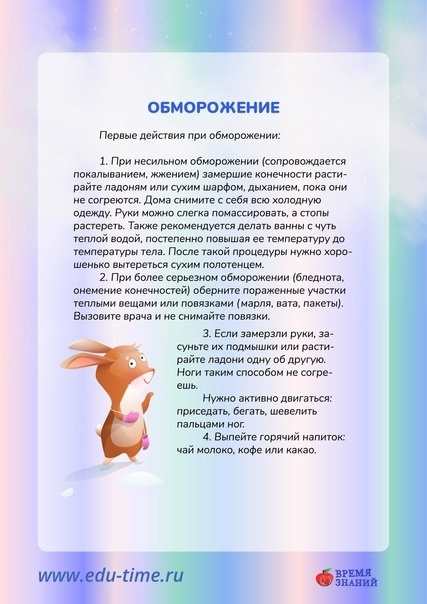 ОБМОРОЖЕНИЕ
Первые действия при обморожении:
1. При несильном обморожении (сопровождается
покалыванием, жжением) замершие конечности расти-
райте ладоням или сухим шарфом, дыханием, пока они
не согреются. Дома снимите с себя всю холодную
одежду. Руки можно слегка помассировать, а стопы
растереть. Также рекомендуется делать ванны с чуть
теплой водой, постепенно повышая ее температуру до
температуры тела. После такой процедуры нужно хоро-
шенько вытереться сухим полотенцем.
2. При более серьезном обморожении (бледнота,
онемение конечностей) оберните пораженные участки
теплыми вещами или повязками (марля, вата, пакеты).
Вызовите врача и не снимайте повязки.
3. Если замерзли руки, за-
суньте их подмышки или расти-
райте ладони одну об другую.
Ноги таким способом не согре-
ешь.
Нужно активно двигаться:
приседать, бегать, шевелить
пальцами ног.
4. Выпейте горячий напиток:
чай молоко, кофе или какао.
www.edu-time.ru
ВРЕМЯ
ЗНАНИЙ